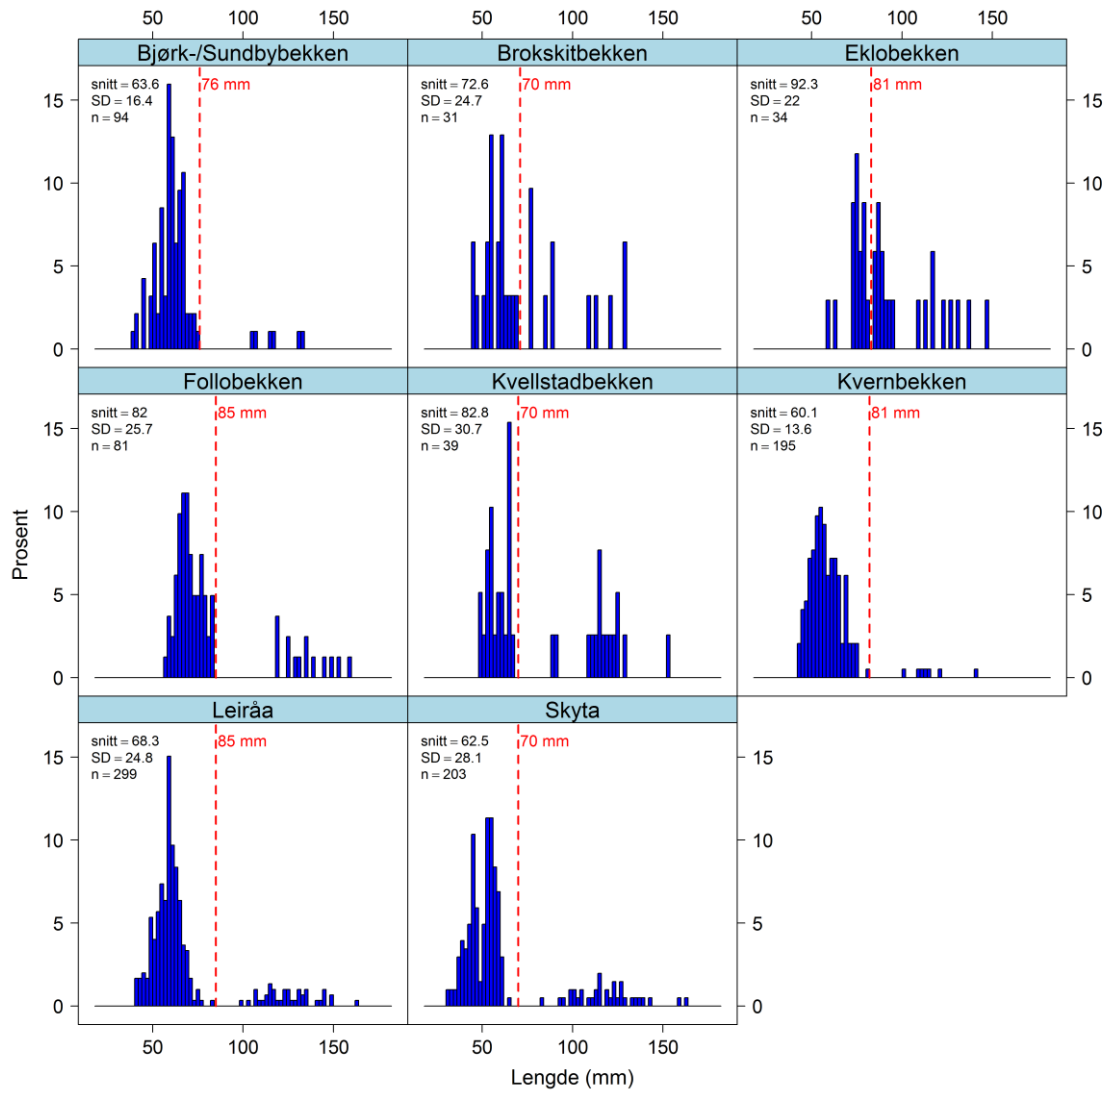 50 100 150 50 100 150 50 100 150
Bjørk-/Sundbybekken
snitt = 63.6
SD = 16.4
n = 94
76 mm
Brokskitbekken
snitt = 72.6
SD = 24.7
n = 31
70 mm
Eklobekken
snitt = 92.3
SD = 22
n = 34
81 mm
15
10
5
0
15
10
5
0
Follobekken
snitt = 82
SD = 25.7
n = 81
85 mm
Kvellstadbekken
snitt = 82.8
SD = 30.7
n = 39
70 mm
Kvernbekken
snitt = 60.1
SD = 13.6
n = 195
81 mm
15
10
5
0
15
10
5
0
Leiråa
snitt = 68.3
SD = 24.8
n = 299
85 mm
Skyta
snitt = 62.5
SD = 28.1
n = 203
70 mm
15
10
5
0
15
10
5
0
Prosent
50 100 150 50 100 150
Lengde (mm)